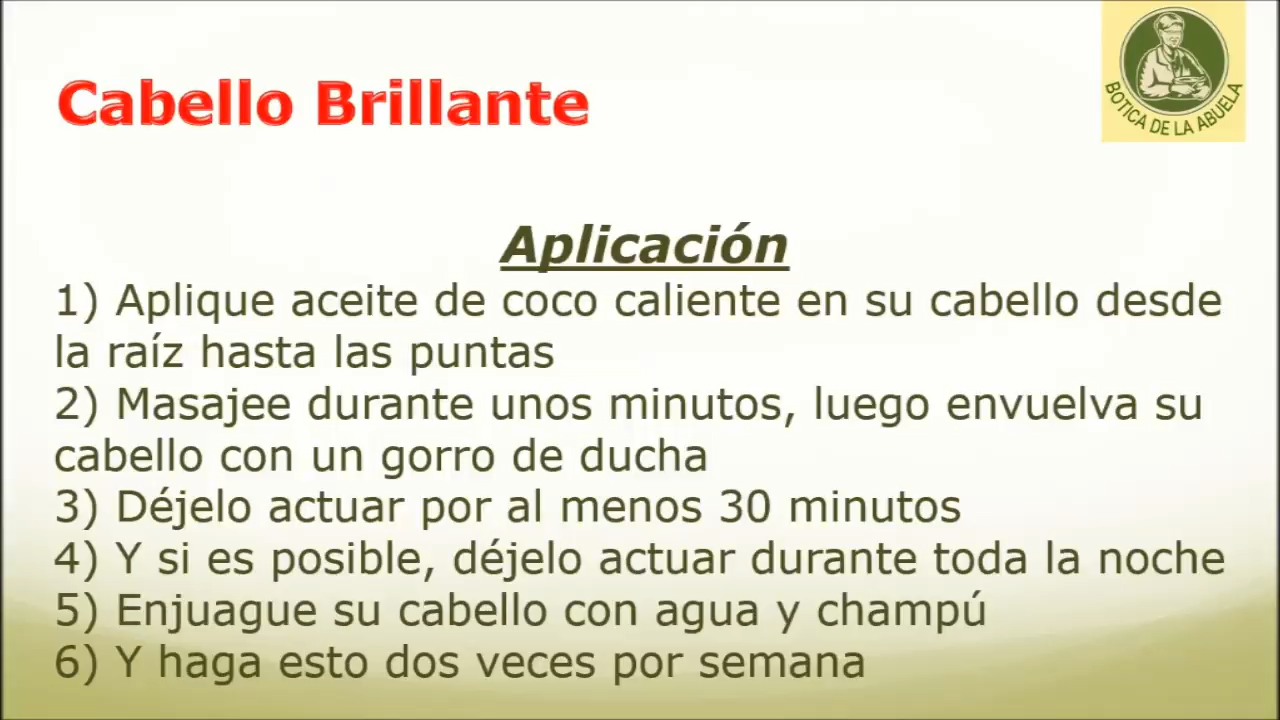 Cabello Brillante
BOTICA DE LA ABUELA
Aplicación
1) Aplique aceite de coco caliente en su cabello desde
la raíz hasta las puntas
2) Masajee durante unos minutos, luego envuelva su
cabello con un gorro de ducha
3) Déjelo actuar por al menos 30 minutos
4) Y si es posible, déjelo actuar durante toda la noche
5) Enjuague su cabello con agua y champú
6) Y haga esto dos veces por semana